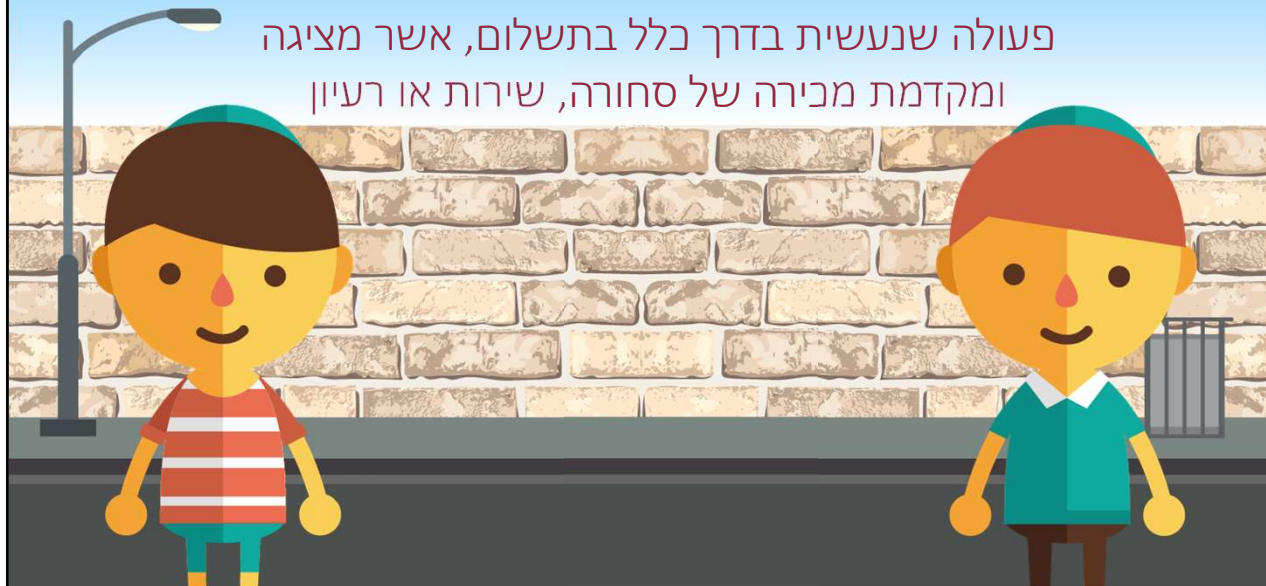 פעולה שנעשית בדרך כלל בתשלום, אשר מציגה
ומקדמת מכירה של סחורה, שירות או רעיון